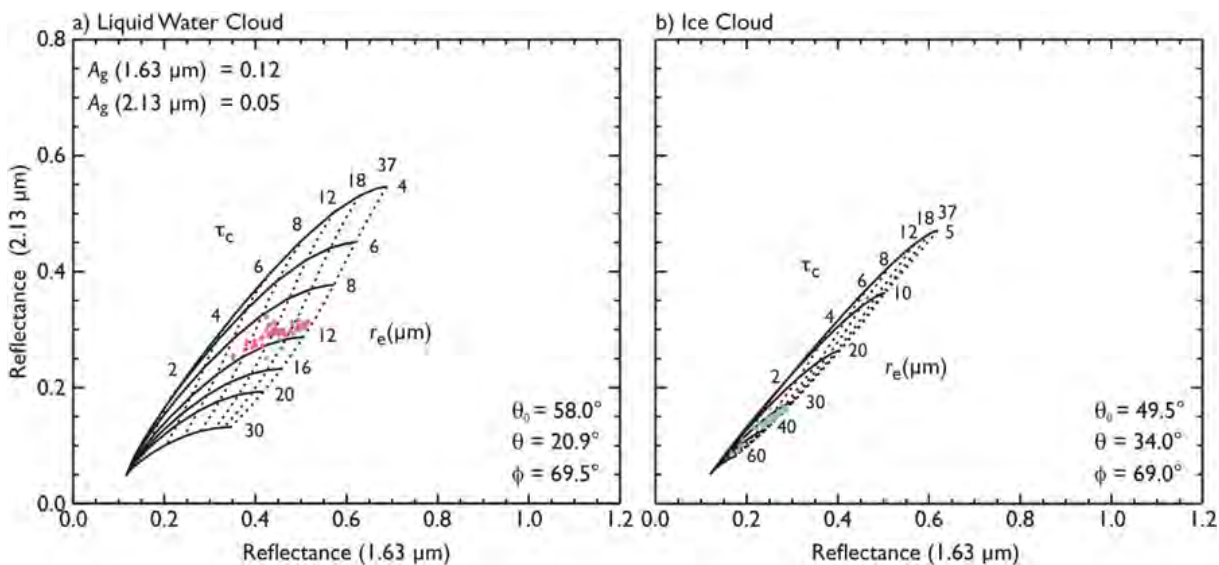 a) Liquid Water Cloud
A_g (1.63 μm) = 0.12
A_g (2.13 μm) = 0.05
37
18
4
12
8
τ_c
6
6
4
8
r_e(μm)
12
2
16
20
30
θ₀ = 58.0°
θ = 20.9°
ϕ = 69.5°
0.8
0.6
0.4
0.2
0.0
Reflectance (2.13 μm)
0.0 0.2 0.4 0.6 0.8 1.0 1.2
Reflectance (1.63 μm)
b) Ice Cloud
37
18
12
5
8
τ_c
6
10
4
20
r_e(μm)
2
30
40
60
θ₀ = 49.5°
θ = 34.0°
ϕ = 69.0°
0.0 0.2 0.4 0.6 0.8 1.0 1.2
Reflectance (1.63 μm)